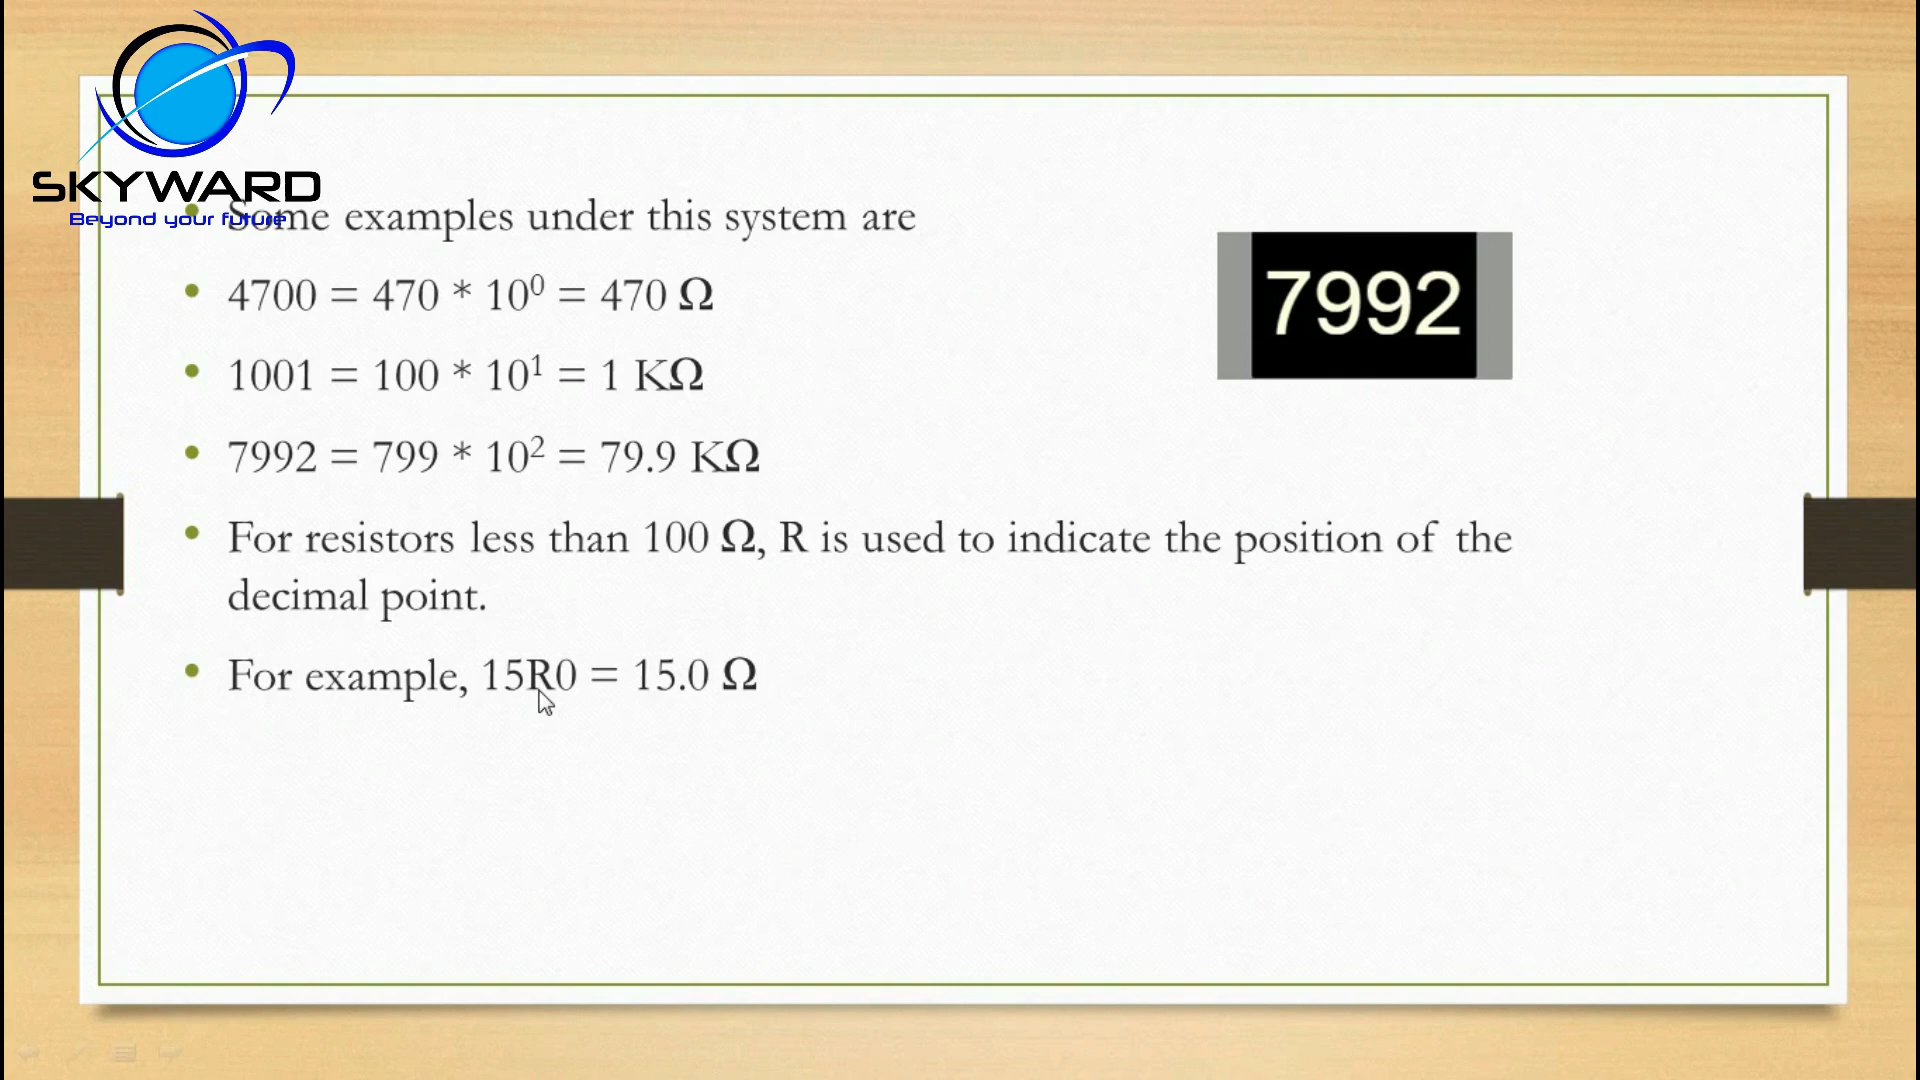 SKYWARD
Beyond your future
Some examples under this system are
4700 = 470 * 10⁰ = 470 Ω
1001 = 100 * 10¹ = 1 KΩ
7992 = 799 * 10² = 79.9 KΩ
7992
For resistors less than 100 Ω, R is used to indicate the position of the
decimal point.
For example, 15R0 = 15.0 Ω